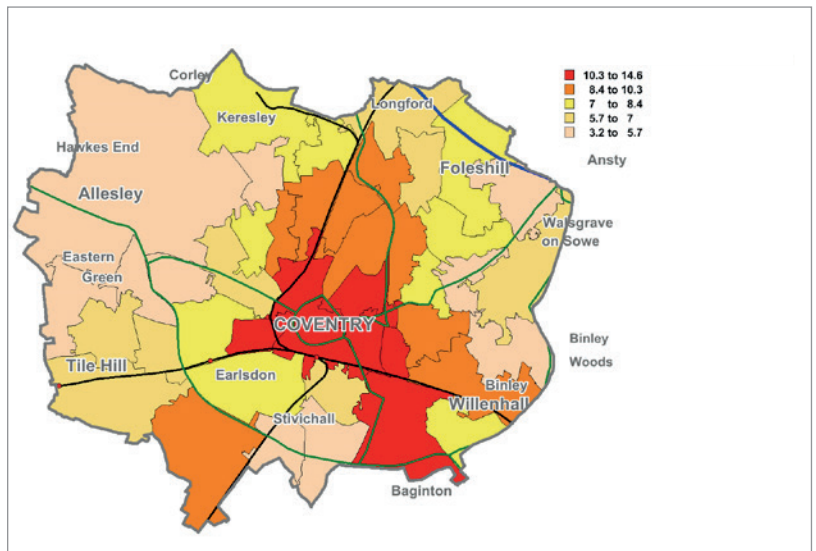 10.3 to 14.6
8.4 to 10.3
7 to 8.4
5.7 to 7
3.2 to 5.7
Corley
Longford
Keresley
Hawkes End
Foleshill
Ansty
Allesley
Walsgrave
on Sowe
Eastern
Green
COVENTRY
Binley
Woods
Tile Hill
Earlsdon
Binley
Willenhall
Stivichall
Baginton